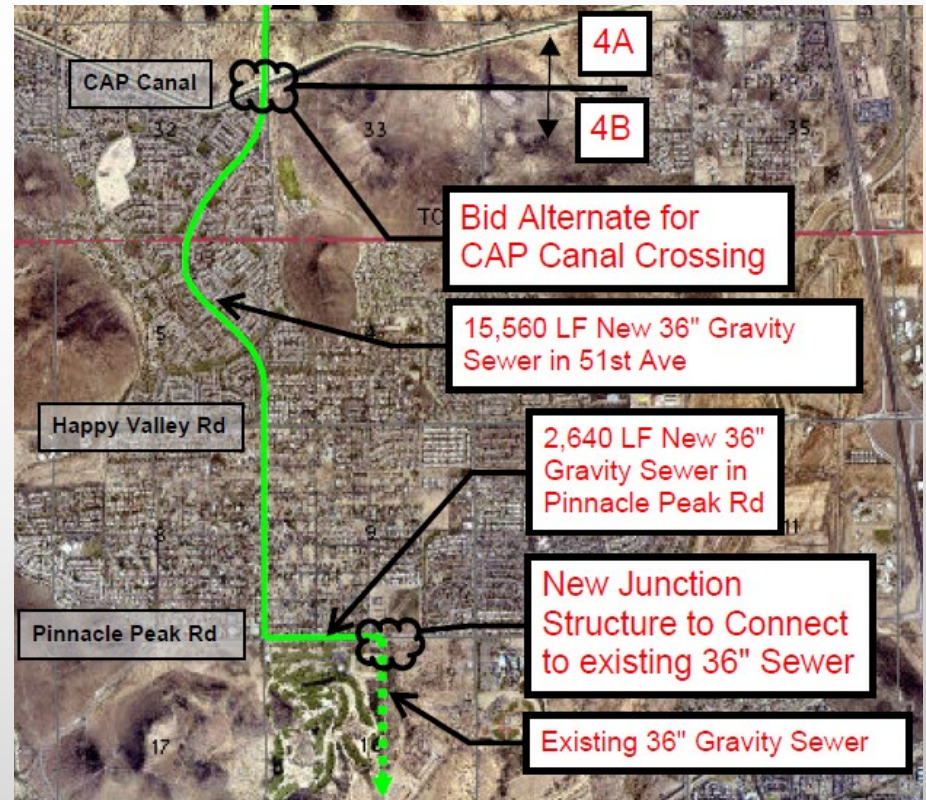 4A
CAP Canal
4B
32
33
35
Bid Alternate for
CAP Canal Crossing
15,560 LF New 36" Gravity
Sewer in 51st Ave
5
Happy Valley Rd
2,640 LF New 36"
Gravity Sewer in
Pinnacle Peak Rd
8
9
11
New Junction
Structure to Connect
to existing 36" Sewer
Pinnacle Peak Rd
17
Existing 36" Gravity Sewer